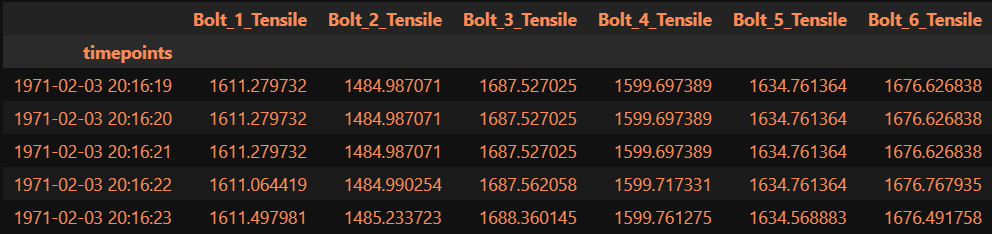 Bolt_1_Tensile Bolt_2_Tensile Bolt_3_Tensile Bolt_4_Tensile Bolt_5_Tensile Bolt_6_Tensile
timepoints
1971-02-03 20:16:19 1611.279732 1484.987071 1687.527025 1599.697389 1634.761364 1676.626838
1971-02-03 20:16:20 1611.279732 1484.987071 1687.527025 1599.697389 1634.761364 1676.626838
1971-02-03 20:16:21 1611.279732 1484.987071 1687.527025 1599.697389 1634.761364 1676.626838
1971-02-03 20:16:22 1611.064419 1484.990254 1687.562058 1599.717331 1634.761364 1676.767935
1971-02-03 20:16:23 1611.497981 1485.233723 1688.360145 1599.761275 1634.568883 1676.491758